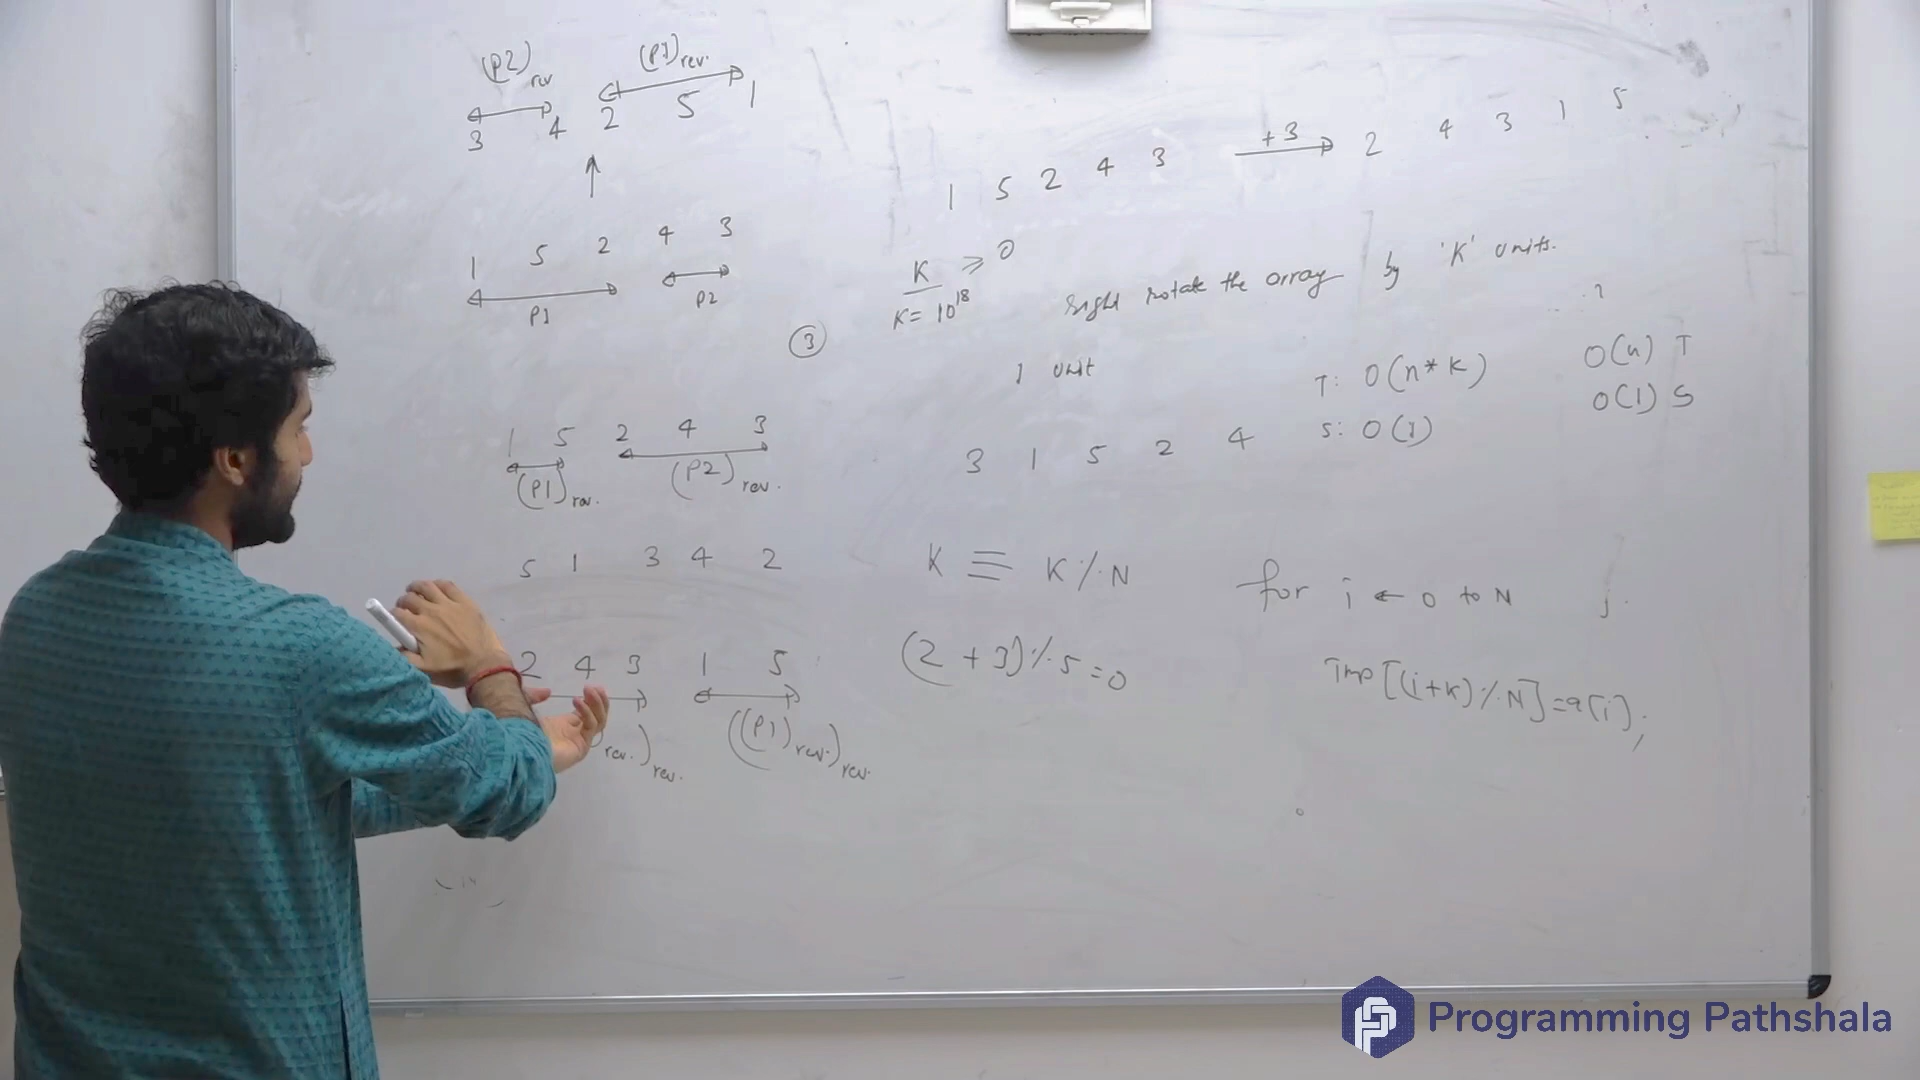 (P2)rev (P1)rev.
3 4 2 5 1
1 5 2 4 3
P1 P2
1 5 2 4 3
(P1)rev. (P2)rev.
5 1 3 4 2
2 4 3 1 5
rev.)rev. ((P1)rev.)rev.
1 5 2 4 3 +3 2 4 3 1 5
K ≥ 0
K = 10^18
right rotate the array by 'K' units.
3
1 unit
T: O(n*k) O(n) T
S: O(1) O(1) S
3 1 5 2 4
K ≡ K%N
(2+3)%5=0
for i ← 0 to N
Tmp[(i+k)%N]=a[i];
Programming Pathshala